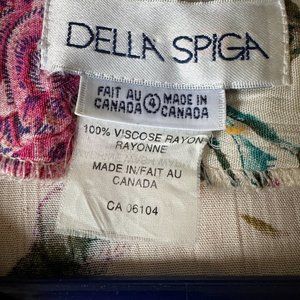 DELLA SPIGA
FAIT AU 4 MADE IN
CANADA CANADA
100% VISCOSE RAYON
RAYONNE
MADE IN/FAIT AU
CANADA
CA 06104